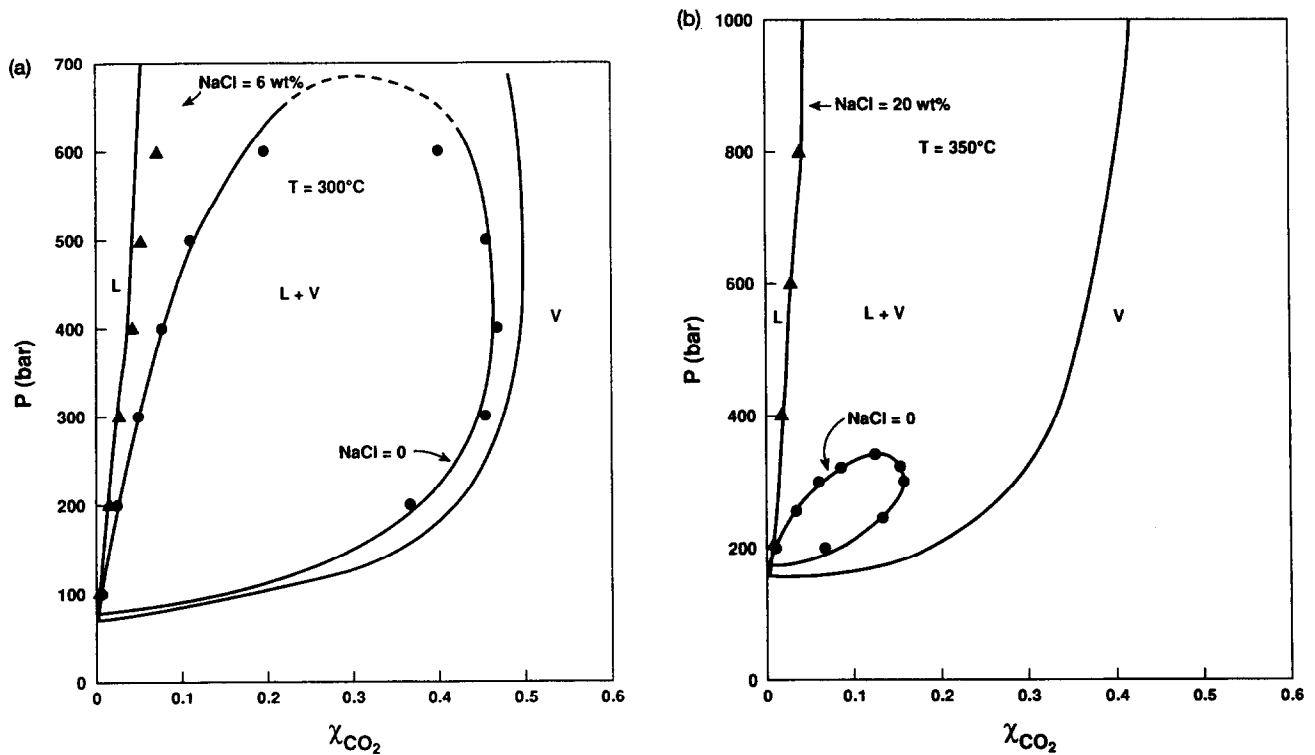 (a)
700
600
500
400
300
200
100
0
P (bar)
NaCl = 6 wt%
T = 300°C
L
L + V
V
NaCl = 0
0 0.1 0.2 0.3 0.4 0.5 0.6
χCO2
(b)
1000
800
600
400
200
0
P (bar)
NaCl = 20 wt%
T = 350°C
L
L + V
V
NaCl = 0
0 0.1 0.2 0.3 0.4 0.5 0.6
χCO2